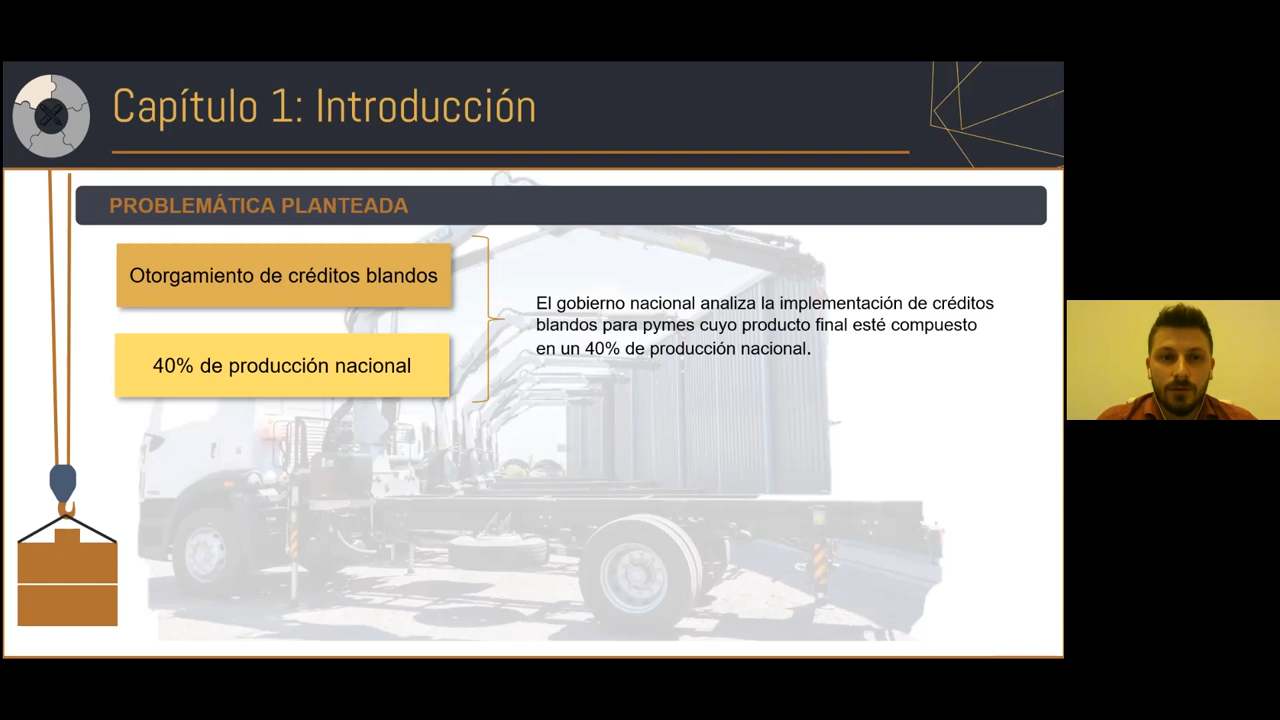 Capítulo 1: Introducción
PROBLEMÁTICA PLANTEADA
Otorgamiento de créditos blandos
40% de producción nacional
El gobierno nacional analiza la implementación de créditos
blandos para pymes cuyo producto final esté compuesto
en un 40% de producción nacional.